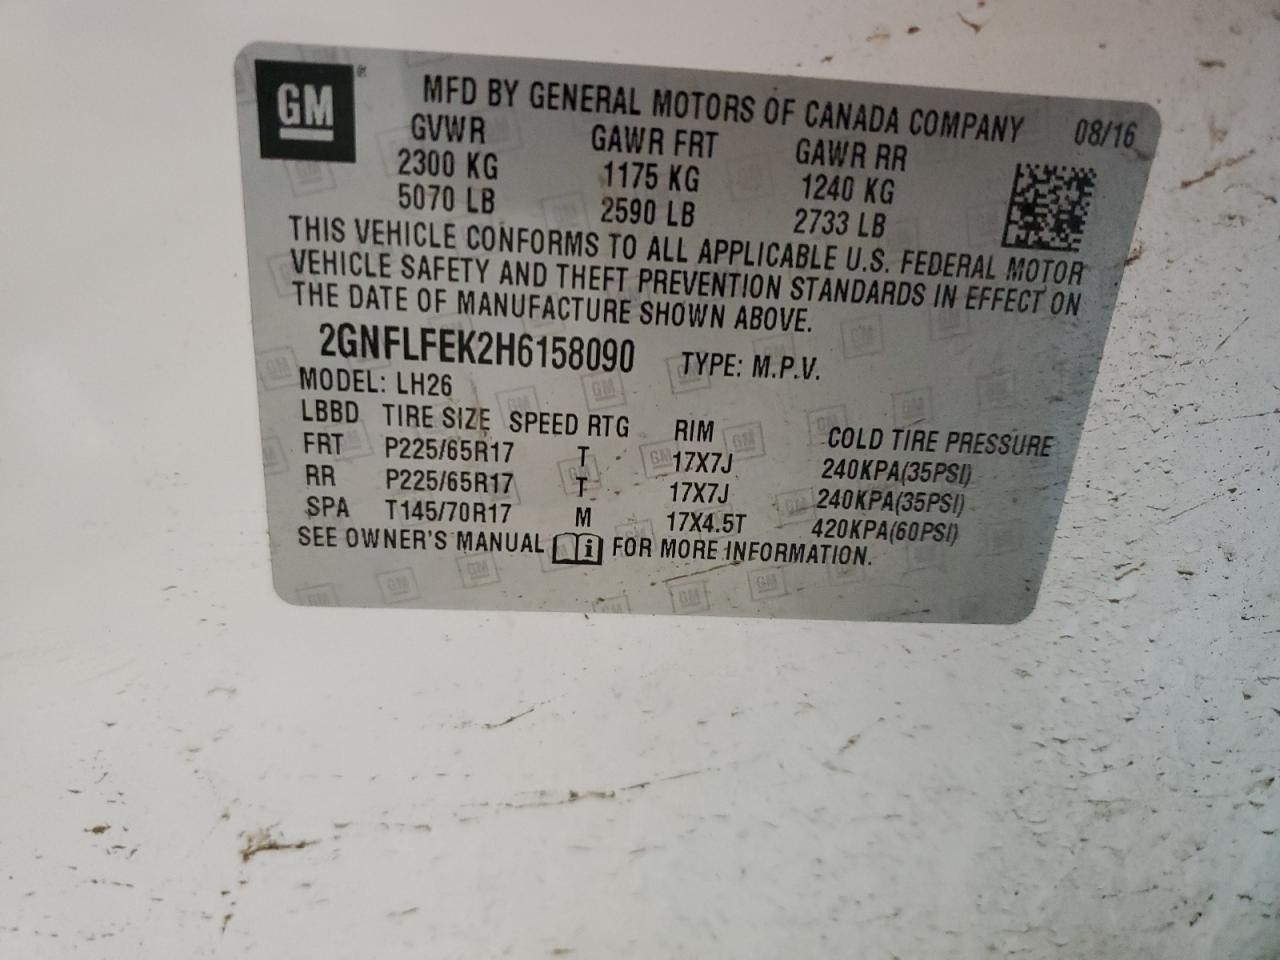 GM ®
MFD BY GENERAL MOTORS OF CANADA COMPANY 08/16
GVWR GAWR FRT GAWR RR
2300 KG 1175 KG 1240 KG
5070 LB 2590 LB 2733 LB
THIS VEHICLE CONFORMS TO ALL APPLICABLE U.S. FEDERAL MOTOR
VEHICLE SAFETY AND THEFT PREVENTION STANDARDS IN EFFECT ON
THE DATE OF MANUFACTURE SHOWN ABOVE.
2GNFLFEK2H6158090 TYPE: M.P.V.
MODEL: LH26
LBBD TIRE SIZE SPEED RTG RIM COLD TIRE PRESSURE
FRT P225/65R17 T 17X7J 240KPA(35PSI)
RR P225/65R17 T 17X7J 240KPA(35PSI)
SPA T145/70R17 M 17X4.5T 420KPA(60PSI)
SEE OWNER'S MANUAL i FOR MORE INFORMATION.